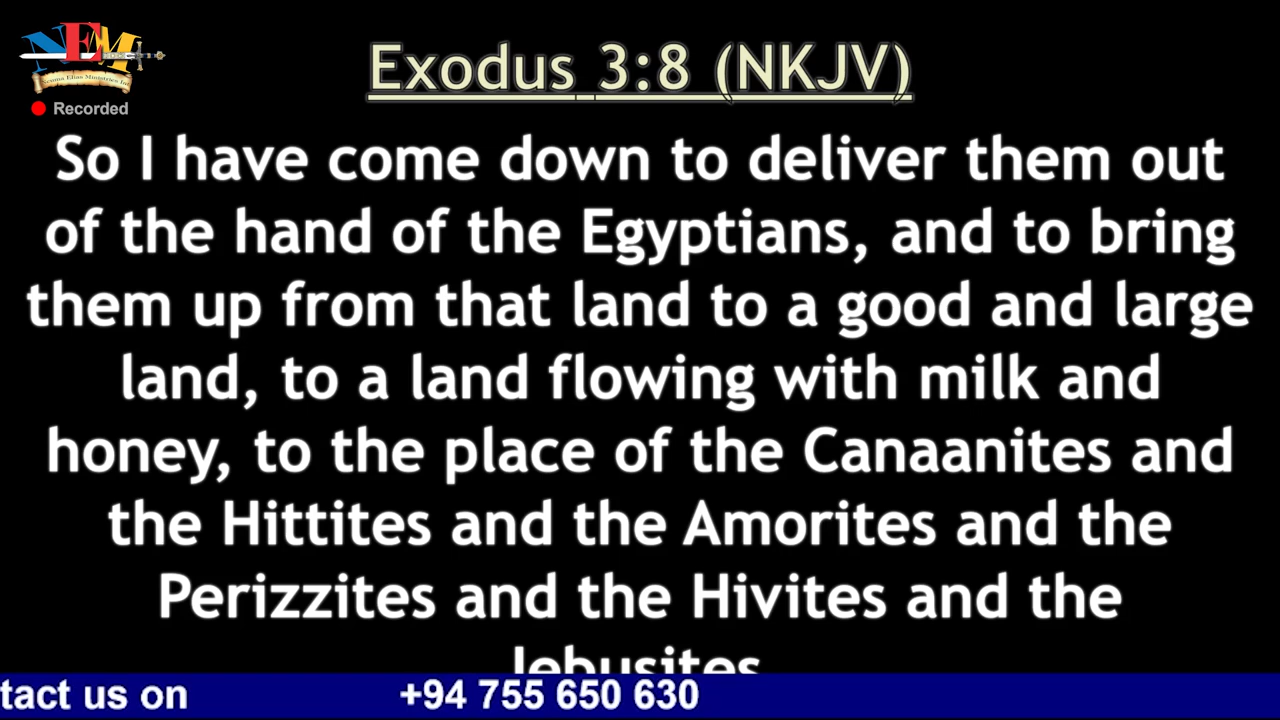 NEM
Recorded
Exodus 3:8 (NKJV)
So I have come down to deliver them out
of the hand of the Egyptians, and to bring
them up from that land to a good and large
land, to a land flowing with milk and
honey, to the place of the Canaanites and
the Hittites and the Amorites and the
Perizzites and the Hivites and the
Jebusites
tact us on +94 755 650 630